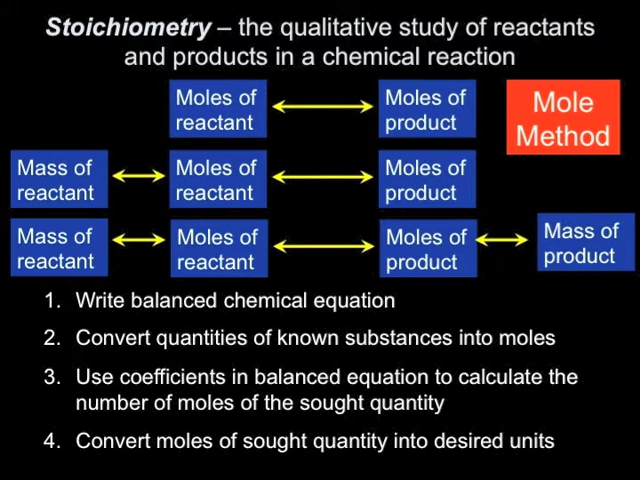 Stoichiometry – the qualitative study of reactants
and products in a chemical reaction
Moles of
reactant
Moles of
product
Mole
Method
Mass of
reactant
Moles of
reactant
Moles of
product
Mass of
reactant
Moles of
reactant
Moles of
product
Mass of
product
1. Write balanced chemical equation
2. Convert quantities of known substances into moles
3. Use coefficients in balanced equation to calculate the
number of moles of the sought quantity
4. Convert moles of sought quantity into desired units